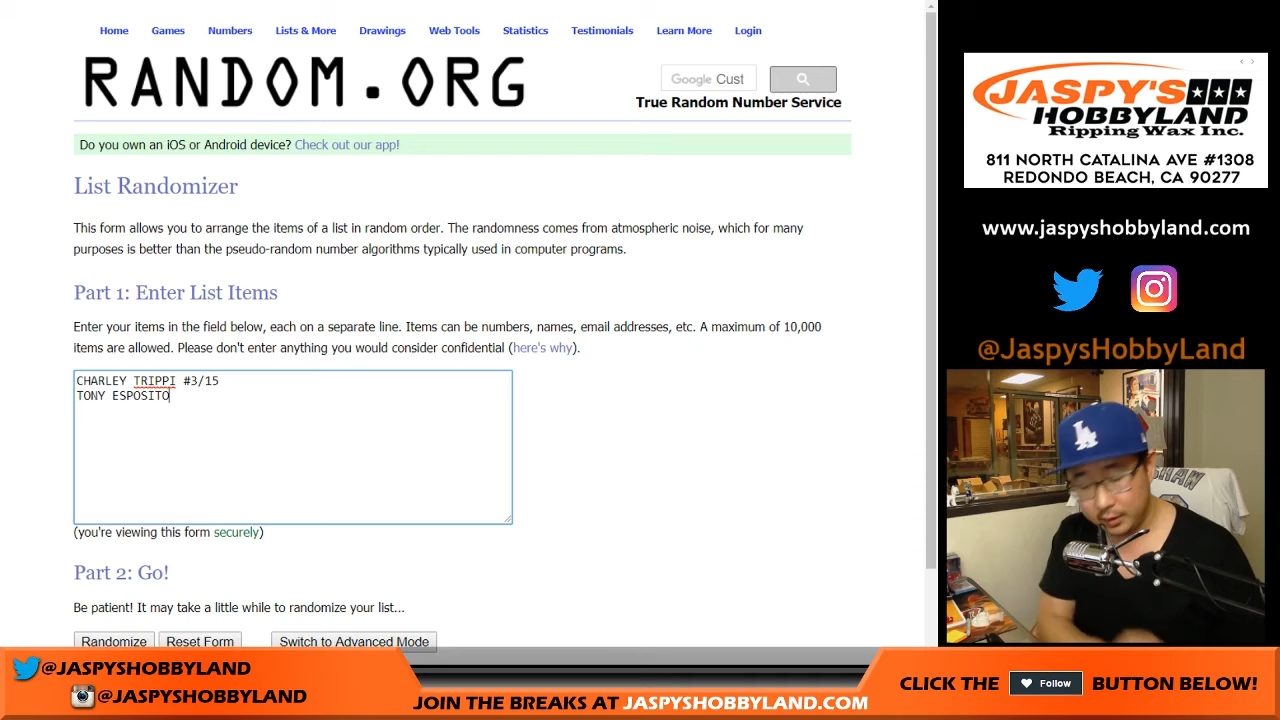 Home Games Numbers Lists & More Drawings Web Tools Statistics Testimonials Learn More Login
RANDOM.ORG
Google Cust
True Random Number Service
Do you own an iOS or Android device? Check out our app!
List Randomizer
This form allows you to arrange the items of a list in random order. The randomness comes from atmospheric noise, which for many
purposes is better than the pseudo-random number algorithms typically used in computer programs.
Part 1: Enter List Items
Enter your items in the field below, each on a separate line. Items can be numbers, names, email addresses, etc. A maximum of 10,000
items are allowed. Please don't enter anything you would consider confidential (here's why).
CHARLEY TRIPPI #3/15
TONY ESPOSITO
(you're viewing this form securely)
Part 2: Go!
Be patient! It may take a little while to randomize your list...
Randomize Reset Form Switch to Advanced Mode
JASPY'S
HOBBYLAND
Ripping Wax Inc.
811 NORTH CATALINA AVE #1308
REDONDO BEACH, CA 90277
www.jaspyshobbyland.com
@JaspysHobbyLand
LA
SHAW
@JASPYSHOBBYLAND
@JASPYSHOBBYLAND
JOIN THE BREAKS AT JASPYSHOBBYLAND.COM
CLICK THE Follow BUTTON BELOW!